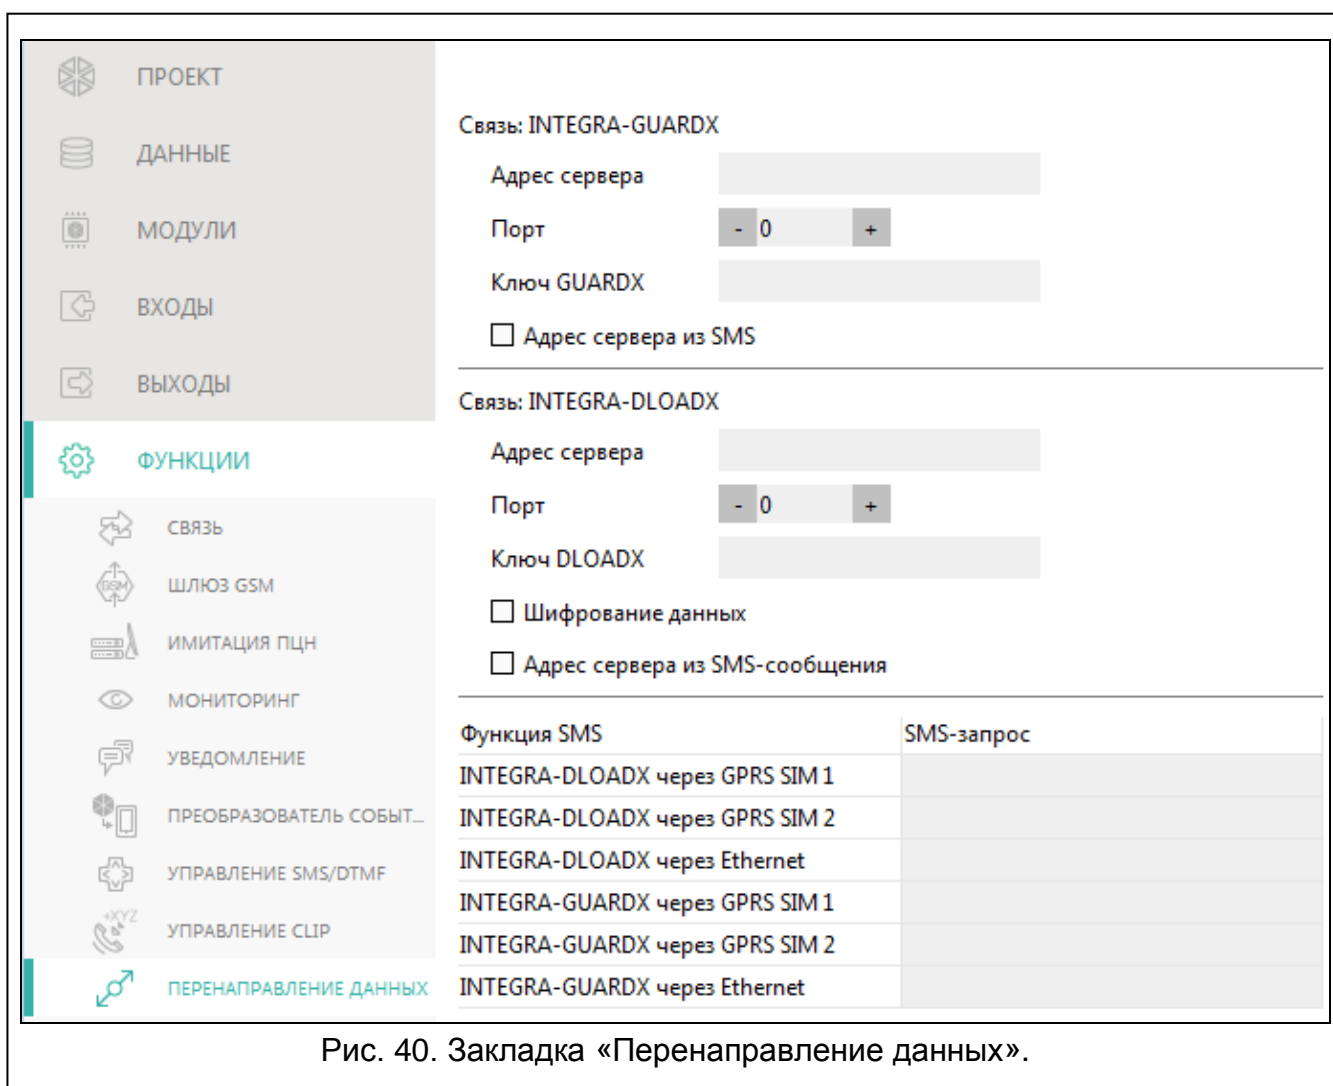 ПРОЕКТ
ДАННЫЕ
МОДУЛИ
ВХОДЫ
ВЫХОДЫ
ФУНКЦИИ
СВЯЗЬ
GSM
ШЛЮЗ GSM
ИМИТАЦИЯ ПЦН
МОНИТОРИНГ
УВЕДОМЛЕНИЕ
ПРЕОБРАЗОВАТЕЛЬ СОБЫТ...
УПРАВЛЕНИЕ SMS/DTMF
+XYZ
УПРАВЛЕНИЕ CLIP
ПЕРЕНАПРАВЛЕНИЕ ДАННЫХ
Связь: INTEGRA-GUARDX
Адрес сервера
Порт - 0 +
Ключ GUARDX
Адрес сервера из SMS
Связь: INTEGRA-DLOADX
Адрес сервера
Порт - 0 +
Ключ DLOADX
Шифрование данных
Адрес сервера из SMS-сообщения
Функция SMS SMS-запрос
INTEGRA-DLOADX через GPRS SIM 1
INTEGRA-DLOADX через GPRS SIM 2
INTEGRA-DLOADX через Ethernet
INTEGRA-GUARDX через GPRS SIM 1
INTEGRA-GUARDX через GPRS SIM 2
INTEGRA-GUARDX через Ethernet
Рис. 40. Закладка «Перенаправление данных».